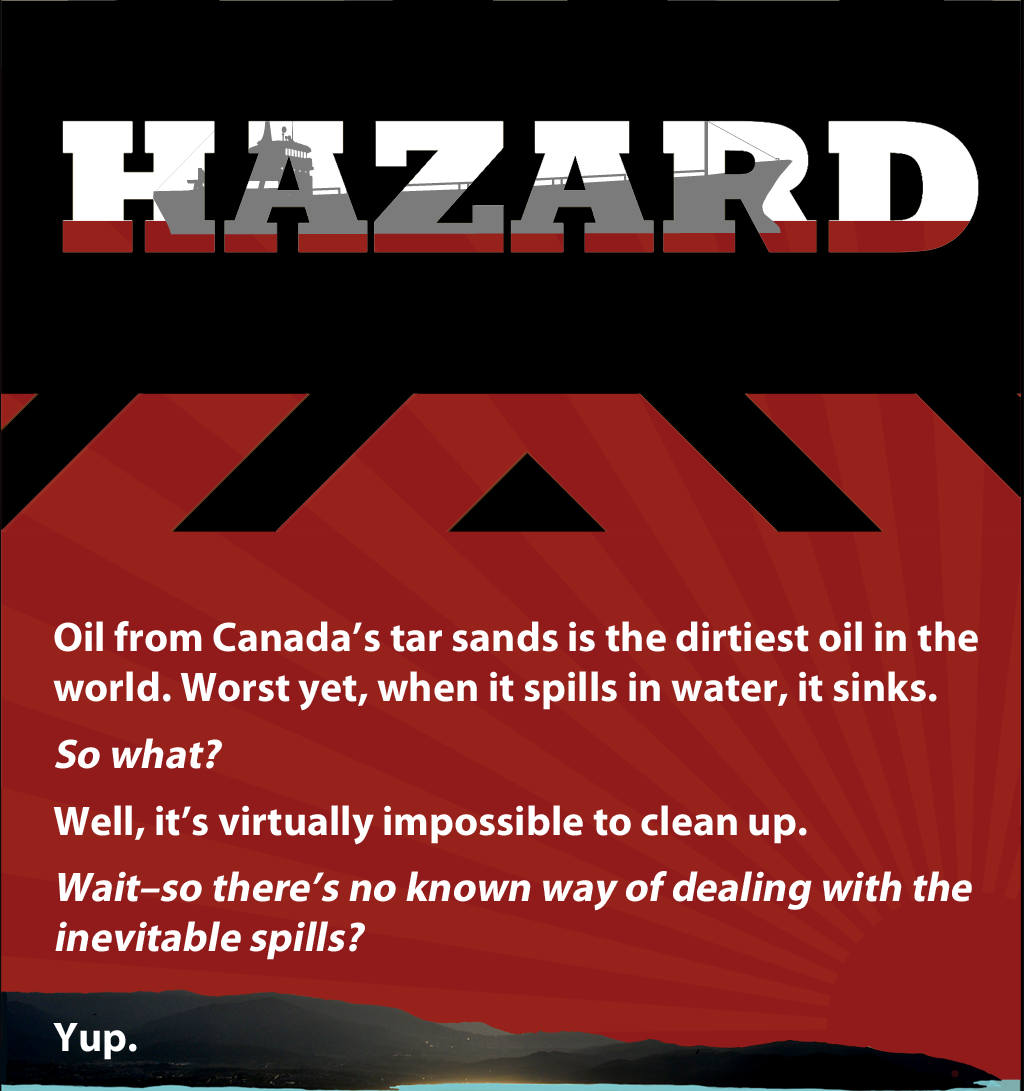 HAZARD
Oil from Canada’s tar sands is the dirtiest oil in the
world. Worst yet, when it spills in water, it sinks.
So what?
Well, it’s virtually impossible to clean up.
Wait–so there’s no known way of dealing with the
inevitable spills?
Yup.